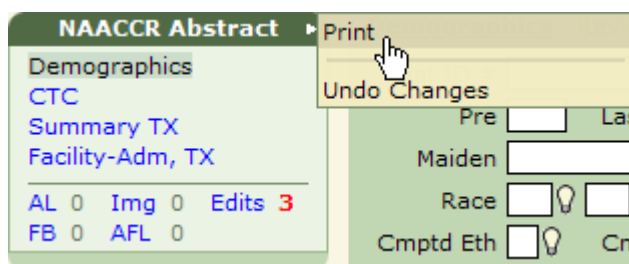 NAACCR Abstract
Print
Undo Changes
Demographics
CTC
Summary TX
Facility-Adm, TX
AL 0 Img 0 Edits 3
FB 0 AFL 0
Pre
Maiden
Race
Cmptd Eth